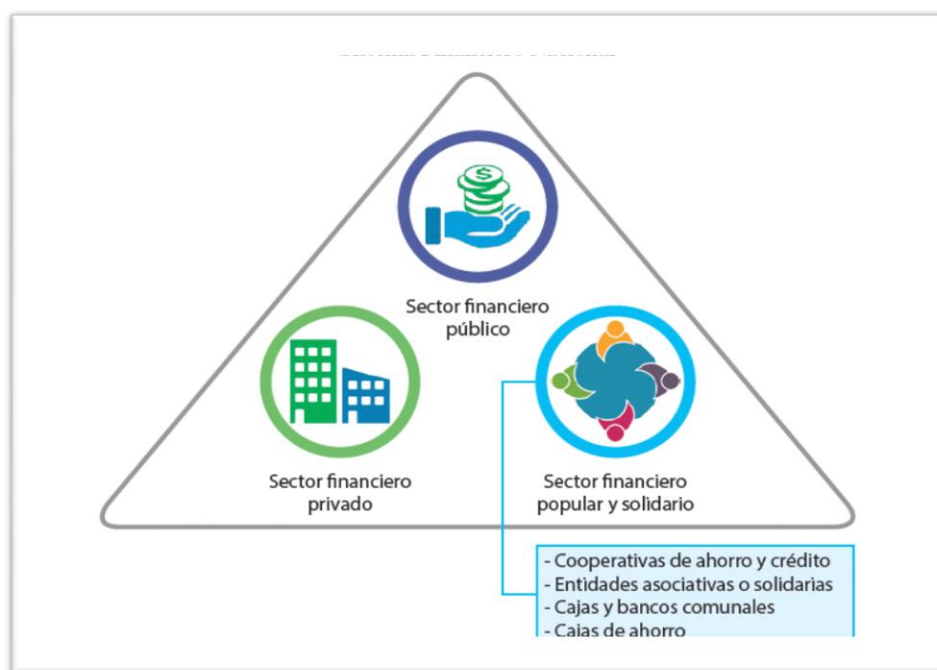 Sector financiero
público
Sector financiero
privado
Sector financiero
popular y solidario
- Cooperativas de ahorro y crédito
- Entidades asociativas o solidarias
- Cajas y bancos comunales
- Cajas de ahorro